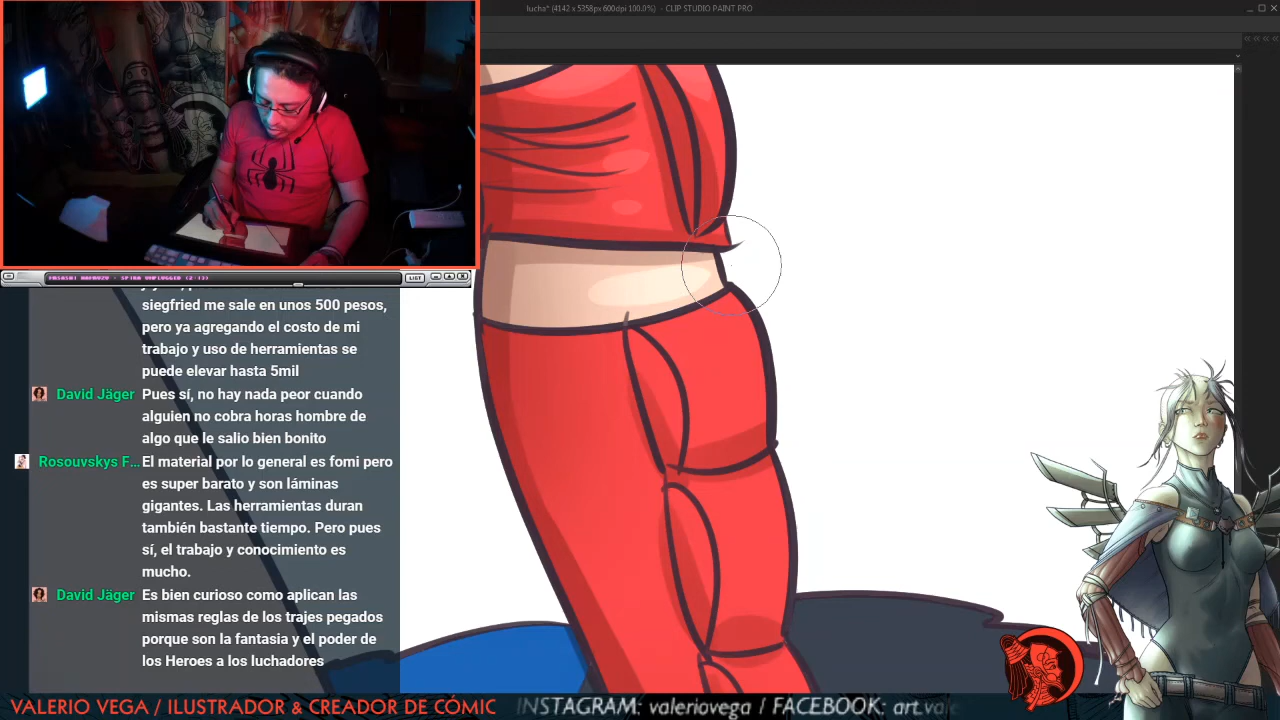 lucha* (4142 x 5358px 600dpi 100.0%) - CLIP STUDIO PAINT PRO
LIST
siegfried me sale en unos 500 pesos,
pero ya agregando el costo de mi
trabajo y uso de herramientas se
puede elevar hasta 5mil
David Jäger Pues sí, no hay nada peor cuando
alguien no cobra horas hombre de
algo que le salio bien bonito
Rosouvskys F... El material por lo general es fomi pero
es super barato y son láminas
gigantes. Las herramientas duran
también bastante tiempo. Pero pues
sí, el trabajo y conocimiento es
mucho.
David Jäger Es bien curioso como aplican las
mismas reglas de los trajes pegados
porque son la fantasia y el poder de
los Heroes a los luchadores
VALERIO VEGA / ILUSTRADOR & CREADOR DE CÓMIC
INSTAGRAM: valeriovega / FACEBOOK: art.vale